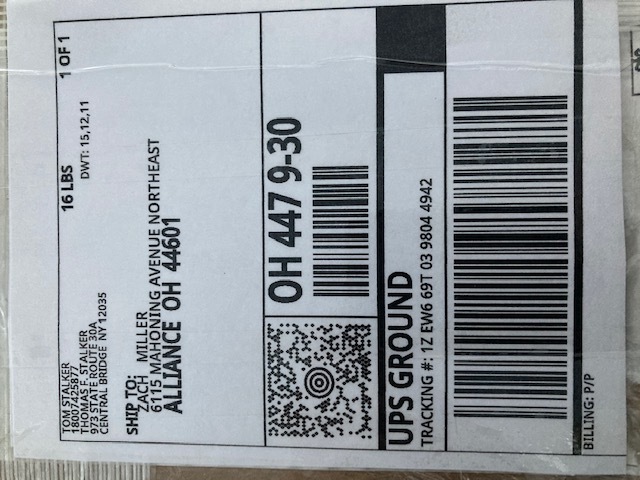 TOM STALKER
18007425877
THOMAS F. STALKER
973 STATE ROUTE 30A
CENTRAL BRIDGE NY 12035
16 LBS
1 OF 1
DWT: 15,12,11
SHIP TO:
ZACH J MILLER
61115 MAHONING AVENUE NORTHEAST
ALLIANCE OH 44601
OH 447 9-30
UPS GROUND
TRACKING #: 1Z EW6 69T 03 9804 4942
BILLING: P/P